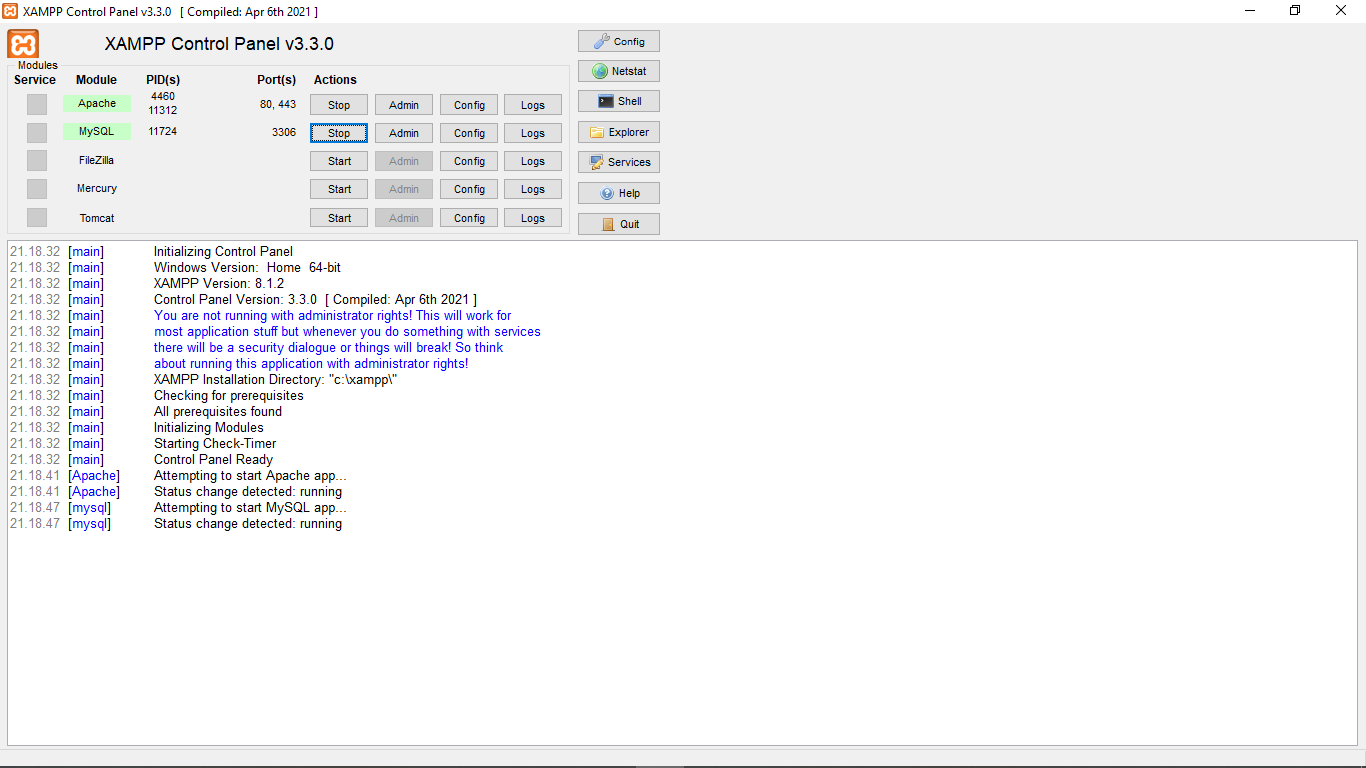 XAMPP Control Panel v3.3.0 [ Compiled: Apr 6th 2021 ]
XAMPP Control Panel v3.3.0
Config
Modules
Service Module PID(s) Port(s) Actions
Netstat
Apache 4460 11312 80, 443 Stop Admin Config Logs
Shell
MySQL 11724 3306 Stop Admin Config Logs
Explorer
FileZilla Start Admin Config Logs
Services
Mercury Start Admin Config Logs
Help
Tomcat Start Admin Config Logs
Quit
21.18.32 [main] Initializing Control Panel
21.18.32 [main] Windows Version: Home 64-bit
21.18.32 [main] XAMPP Version: 8.1.2
21.18.32 [main] Control Panel Version: 3.3.0 [ Compiled: Apr 6th 2021 ]
21.18.32 [main] You are not running with administrator rights! This will work for
21.18.32 [main] most application stuff but whenever you do something with services
21.18.32 [main] there will be a security dialogue or things will break! So think
21.18.32 [main] about running this application with administrator rights!
21.18.32 [main] XAMPP Installation Directory: "c:\xampp\"
21.18.32 [main] Checking for prerequisites
21.18.32 [main] All prerequisites found
21.18.32 [main] Initializing Modules
21.18.32 [main] Starting Check-Timer
21.18.32 [main] Control Panel Ready
21.18.41 [Apache] Attempting to start Apache app...
21.18.41 [Apache] Status change detected: running
21.18.47 [mysql] Attempting to start MySQL app...
21.18.47 [mysql] Status change detected: running